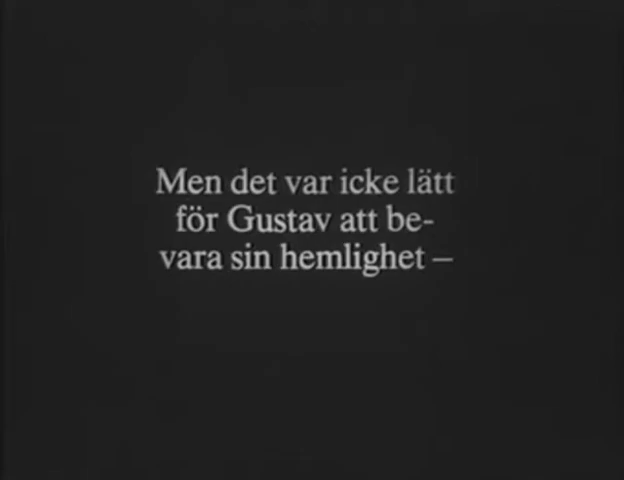 Men det var icke lätt
för Gustav att be-
vara sin hemlighet –